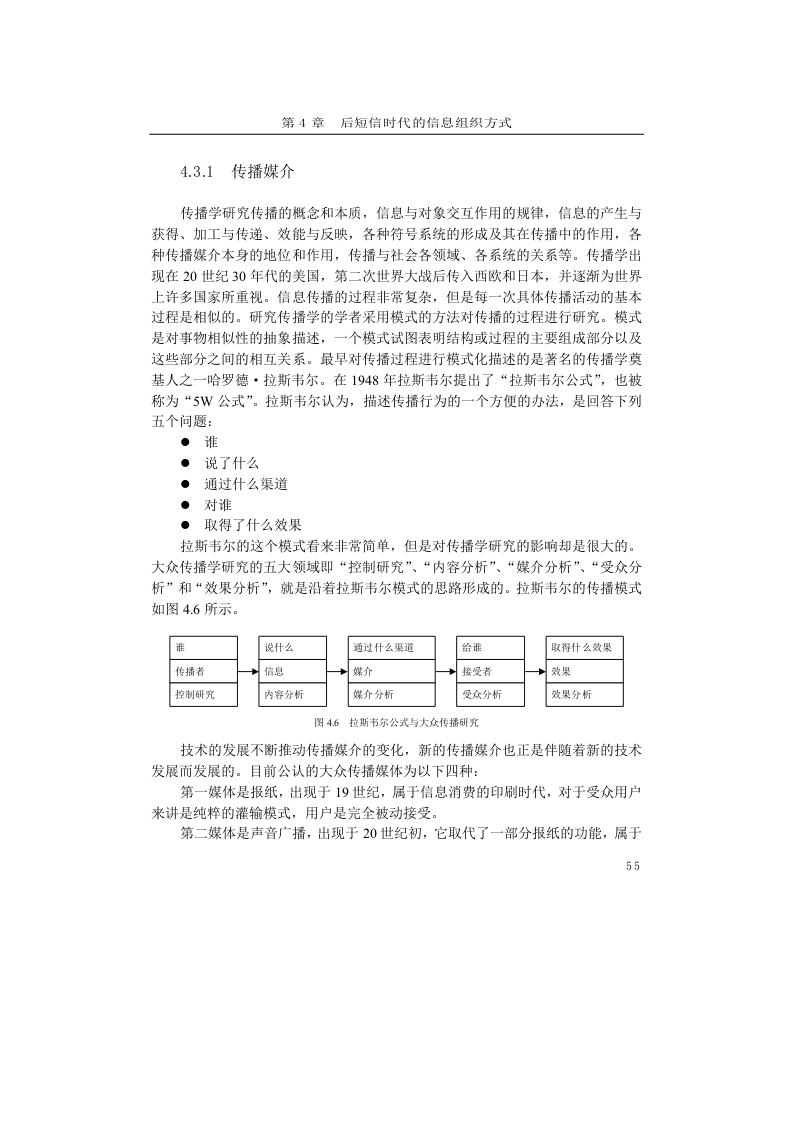 第 4 章　后短信时代的信息组织方式
4.3.1　传播媒介
传播学研究传播的概念和本质，信息与对象交互作用的规律，信息的产生与
获得、加工与传递、效能与反映，各种符号系统的形成及其在传播中的作用，各
种传播媒介本身的地位和作用，传播与社会各领域、各系统的关系等。传播学出
现在 20 世纪 30 年代的美国，第二次世界大战后传入西欧和日本，并逐渐为世界
上许多国家所重视。信息传播的过程非常复杂，但是每一次具体传播活动的基本
过程是相似的。研究传播学的学者采用模式的方法对传播的过程进行研究。模式
是对事物相似性的抽象描述，一个模式试图表明结构或过程的主要组成部分以及
这些部分之间的相互关系。最早对传播过程进行模式化描述的是著名的传播学奠
基人之一哈罗德·拉斯韦尔。在 1948 年拉斯韦尔提出了“拉斯韦尔公式”，也被
称为“5W 公式”。拉斯韦尔认为，描述传播行为的一个方便的办法，是回答下列
五个问题：
● 谁
● 说了什么
● 通过什么渠道
● 对谁
● 取得了什么效果
拉斯韦尔的这个模式看来非常简单，但是对传播学研究的影响却是很大的。
大众传播学研究的五大领域即“控制研究”、“内容分析”、“媒介分析”、“受众分
析”和“效果分析”，就是沿着拉斯韦尔模式的思路形成的。拉斯韦尔的传播模式
如图 4.6 所示。
谁　说什么　通过什么渠道　给谁　取得什么效果
传播者　信息　媒介　接受者　效果
控制研究　内容分析　媒介分析　受众分析　效果分析
图 4.6　拉斯韦尔公式与大众传播研究
技术的发展不断推动传播媒介的变化，新的传播媒介也正是伴随着新的技术
发展而发展的。目前公认的大众传播媒体为以下四种：
第一媒体是报纸，出现于 19 世纪，属于信息消费的印刷时代，对于受众用户
来讲是纯粹的灌输模式，用户是完全被动接受。
第二媒体是声音广播，出现于 20 世纪初，它取代了一部分报纸的功能，属于
55